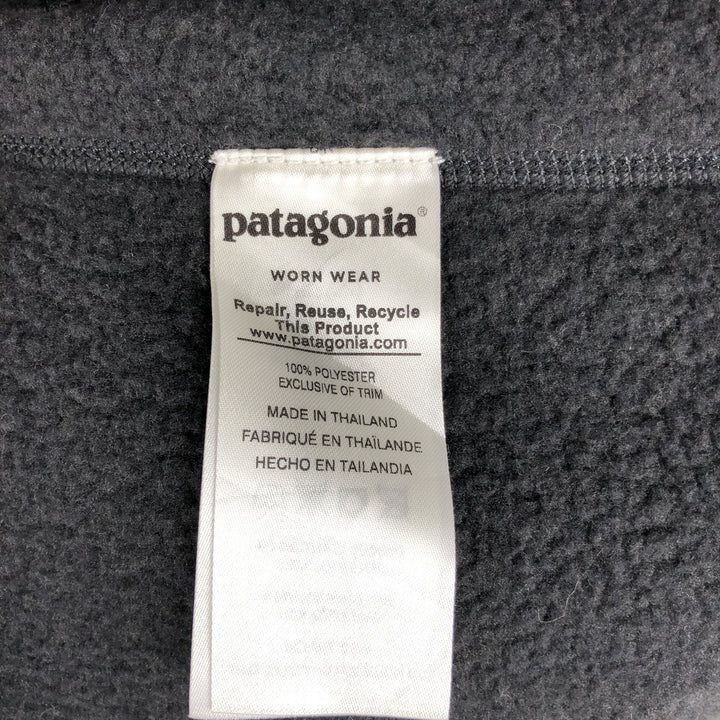 patagonia®
WORN WEAR
Repair, Reuse, Recycle
This Product
www.patagonia.com
100% POLYESTER
EXCLUSIVE OF TRIM
MADE IN THAILAND
FABRIQUÉ EN THAÏLANDE
HECHO EN TAILANDIA